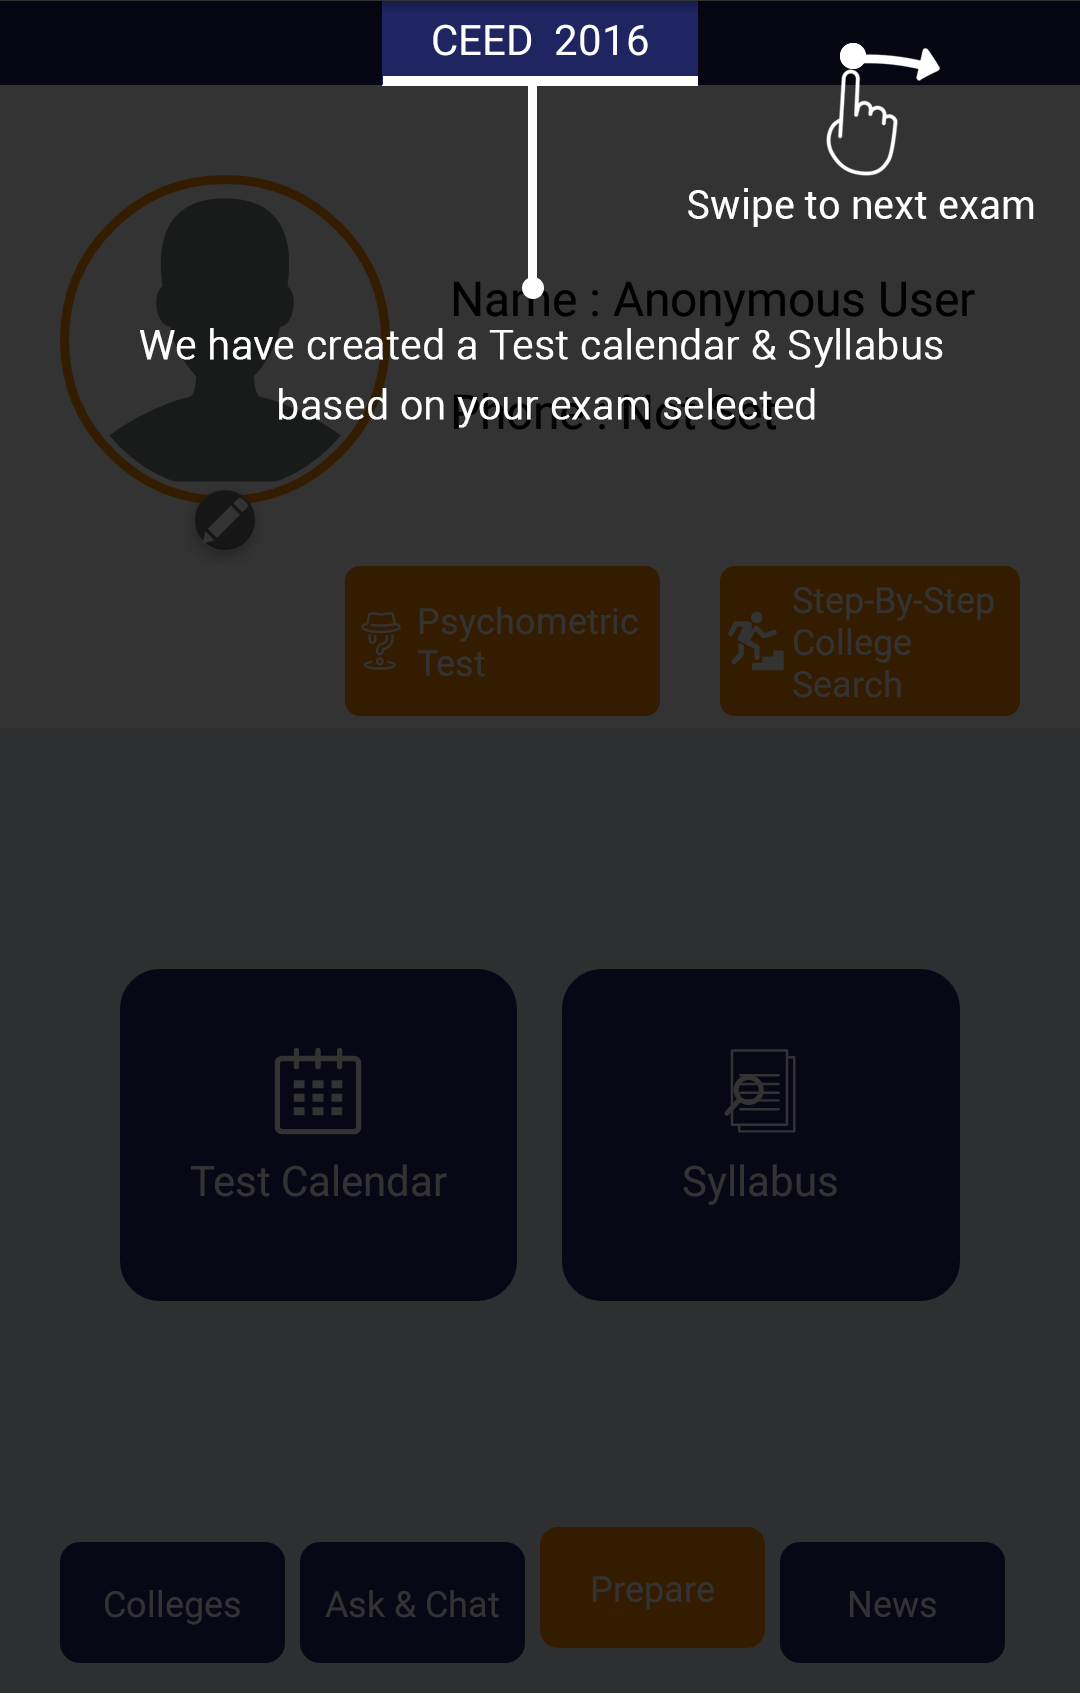 CEED 2016
Swipe to next exam
Name : Anonymous User
We have created a Test calendar & Syllabus
based on your exam selected
Phone : Not Set
Psychometric
Test
Step-By-Step
College
Search
Test Calendar
Syllabus
Colleges
Ask & Chat
Prepare
News